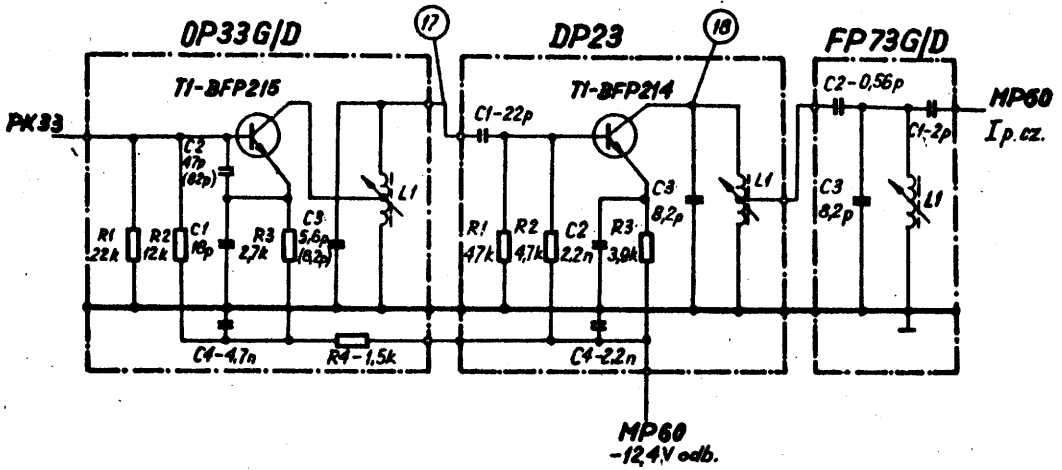 OP33G/D
17
DP23
18
FP73G/D
T1-BFP215
T1-BFP214
C2-0,56p
MP60
I p.cz.
C1-2p
PK33
C1-22p
C2
47p
(82p)
L1
C3
8,2p
L1
C3
8,2p
L1
R1
22k
R2
12k
C1
18p
R3
2,7k
C3
5,6p
(8,2p)
R1
47k
R2
4,7k
C2
2,2n
R3
3,9k
C4-4,7n
R4-1,5k
C4-2,2n
MP60
-12,4V odb.